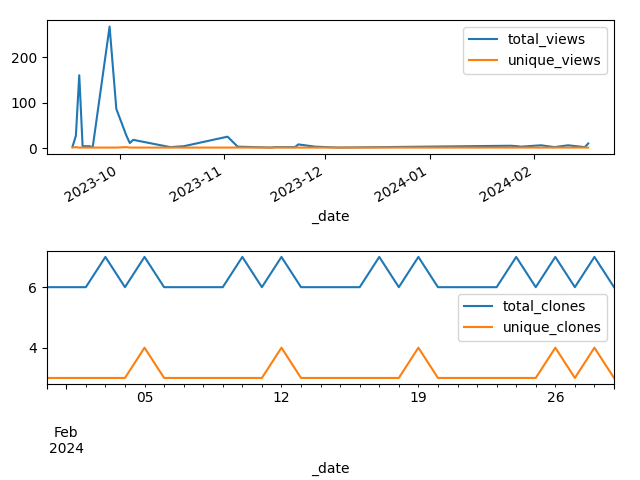 200
100
0
total_views
unique_views
2023-10
2023-11
2023-12
2024-01
2024-02
_date
6
4
total_clones
unique_clones
05
12
19
26
Feb
2024
_date